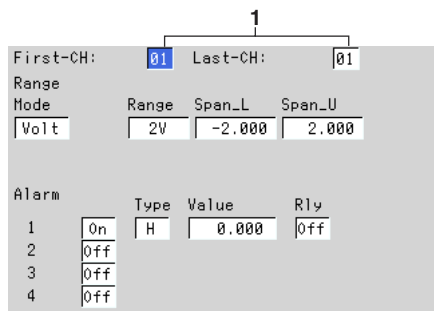 1
First-CH: 01 Last-CH: 01
Range
Mode Range Span_L Span_U
Volt 2V -2.000 2.000
Alarm
Type Value Rly
1 On H 0.000 Off
2 Off
3 Off
4 Off